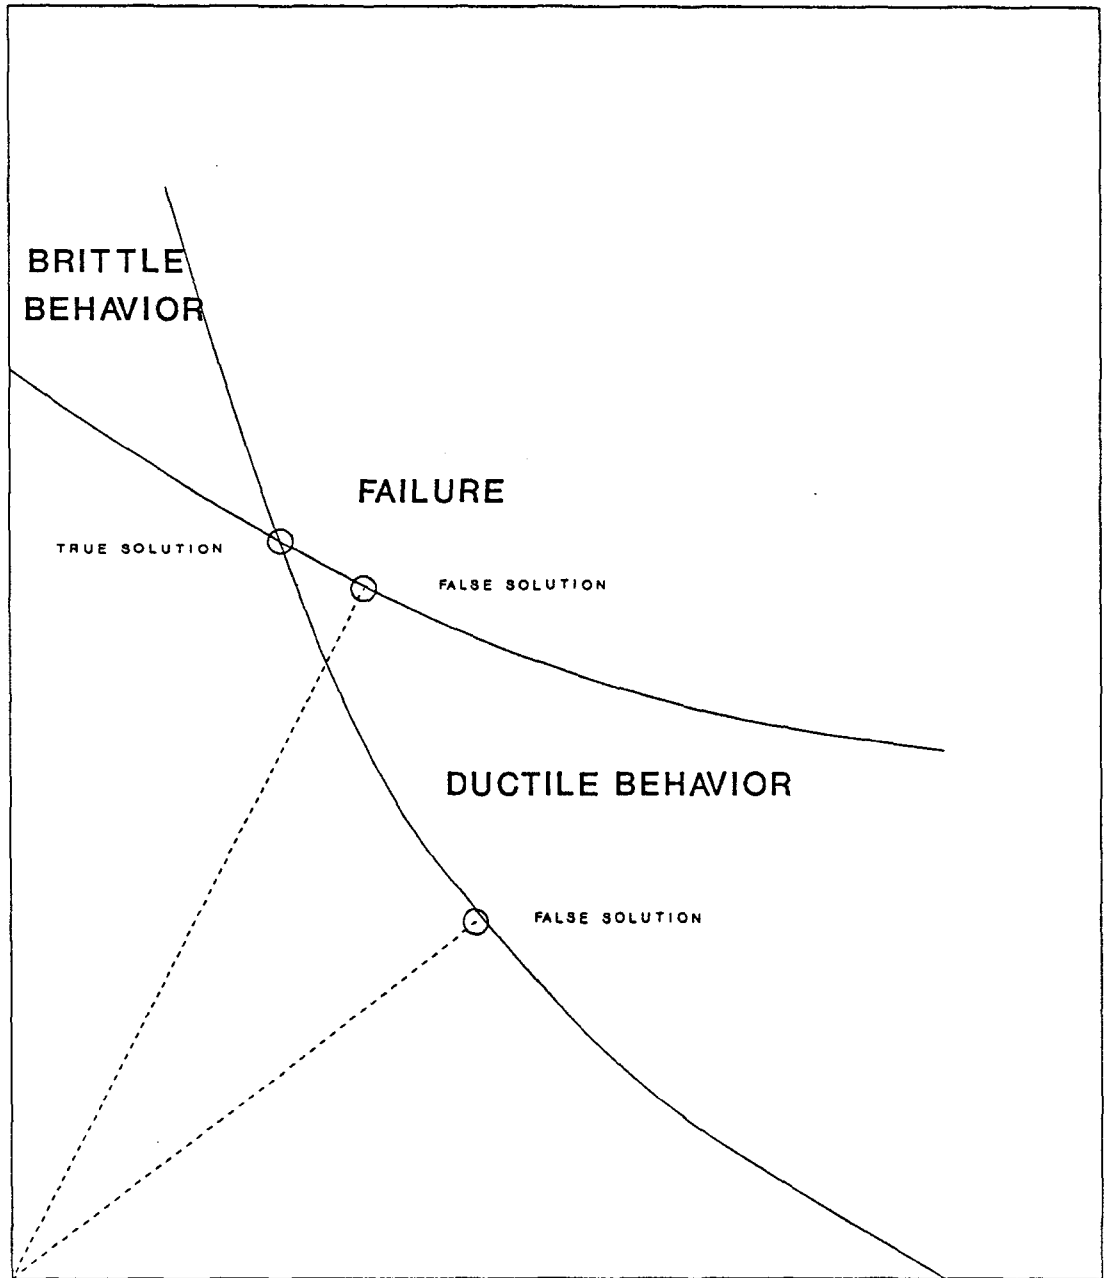 BRITTLE
BEHAVIOR
FAILURE
TRUE SOLUTION
FALSE SOLUTION
DUCTILE BEHAVIOR
FALSE SOLUTION